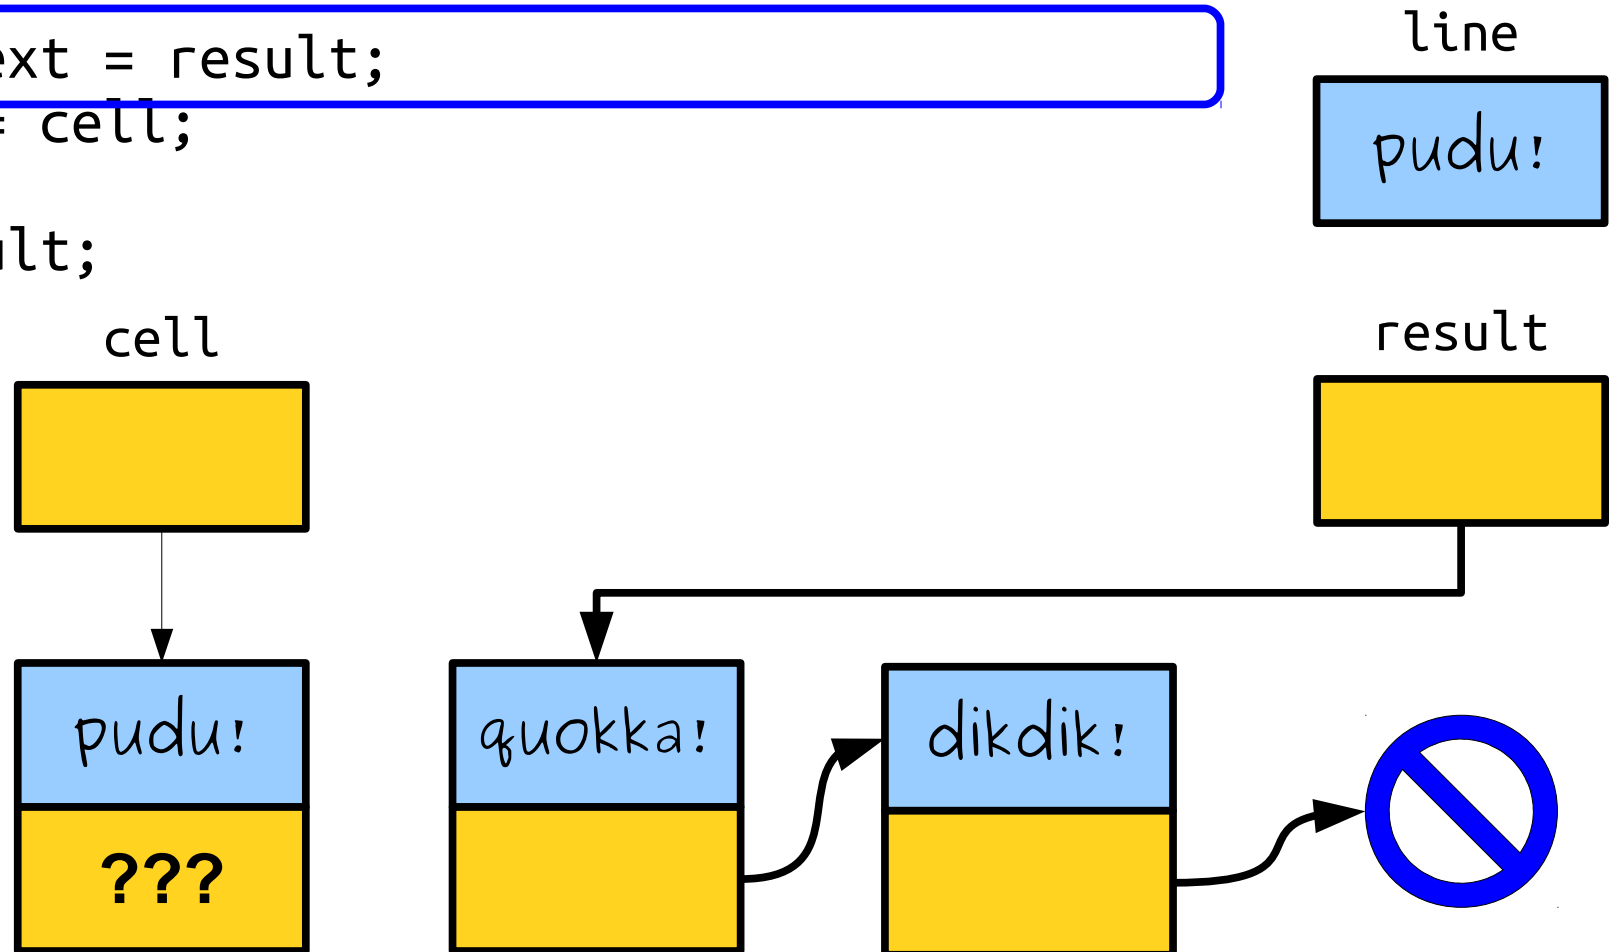 ext = result;
= cell;
ult;
line
pudu!
cell
result
pudu!
???
quokka!
dikdik!